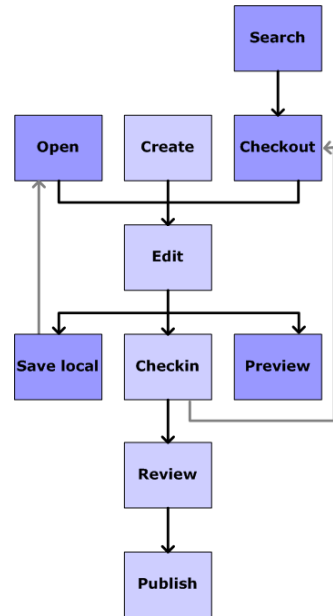 Search
Open
Create
Checkout
Edit
Save local
Checkin
Preview
Review
Publish